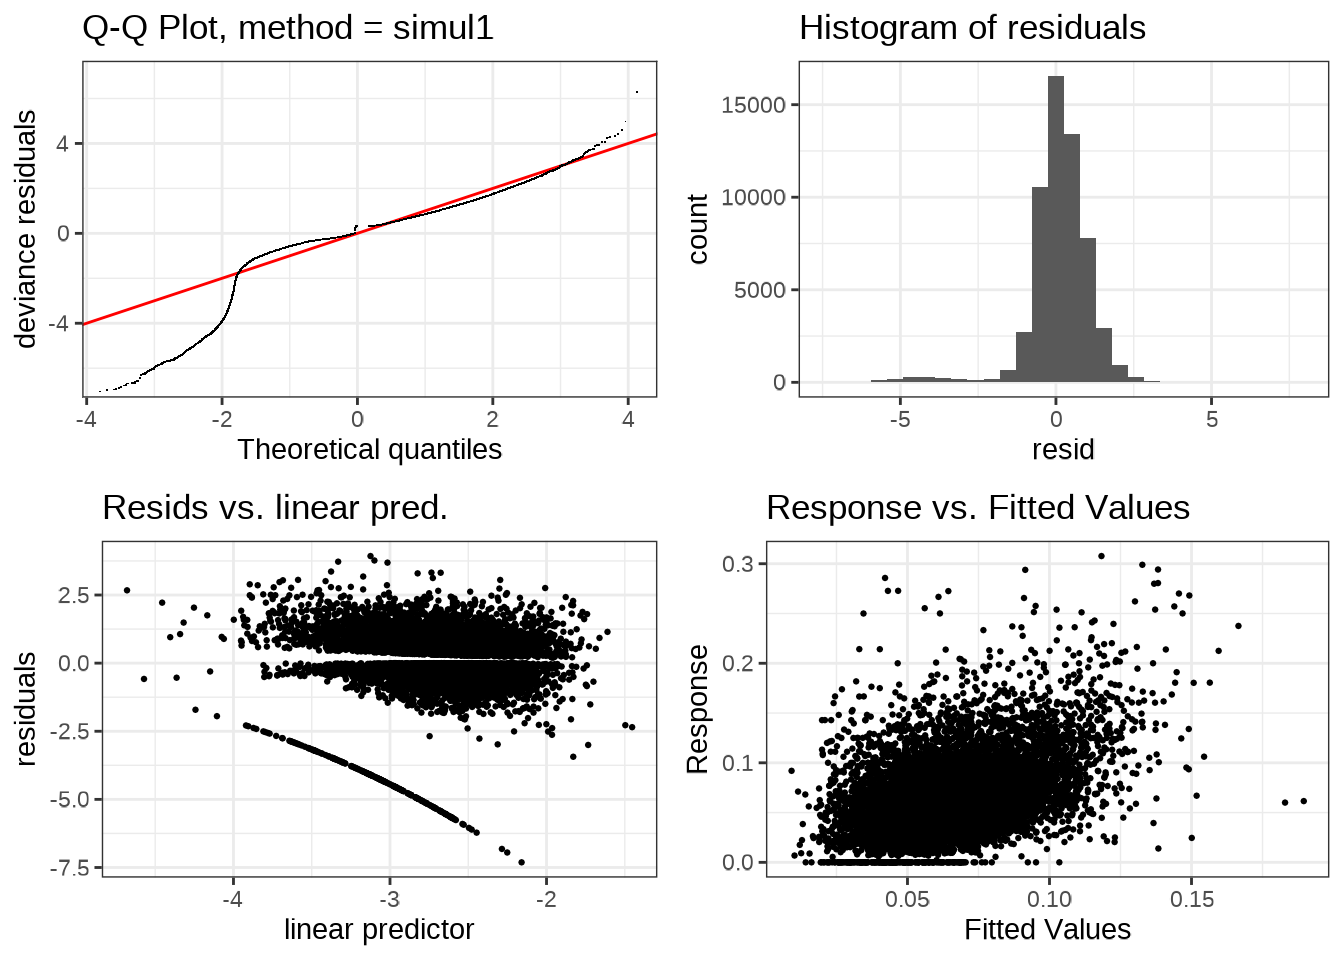 Q-Q Plot, method = simul1
deviance residuals
4
0
-4
-4
-2
0
2
4
Theoretical quantiles
Histogram of residuals
count
15000
10000
5000
0
-5
0
5
resid
Resids vs. linear pred.
residuals
2.5
0.0
-2.5
-5.0
-7.5
-4
-3
-2
linear predictor
Response vs. Fitted Values
Response
0.3
0.2
0.1
0.0
0.05
0.10
0.15
Fitted Values